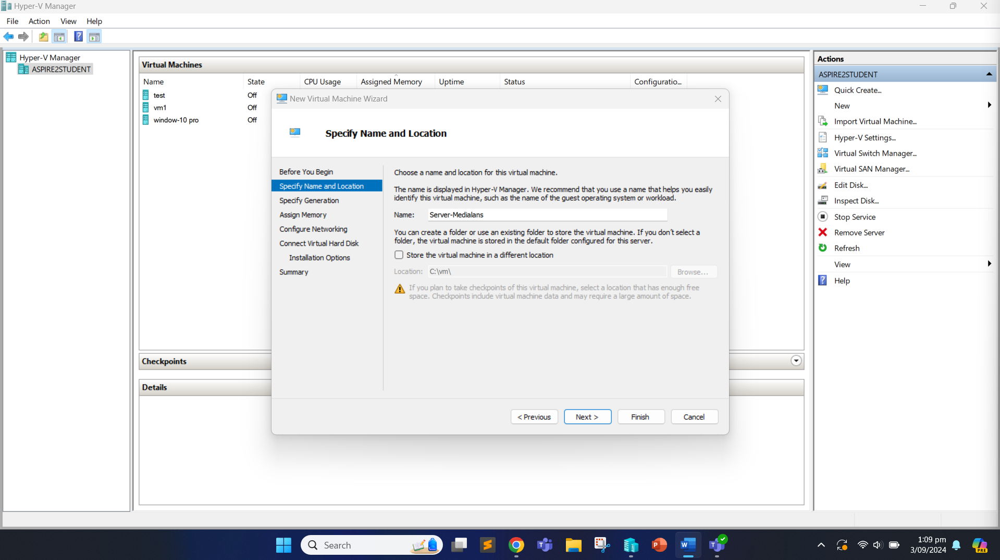 Hyper-V Manager
File Action View Help
Hyper-V Manager
ASPIRE2STUDENT
Virtual Machines
Name State CPU Usage Assigned Memory Uptime Status Configuratio...
test Off
vm1 Off
window-10 pro Off
Checkpoints
Details
New Virtual Machine Wizard
Specify Name and Location
Before You Begin
Specify Name and Location
Specify Generation
Assign Memory
Configure Networking
Connect Virtual Hard Disk
Installation Options
Summary
Choose a name and location for this virtual machine.
The name is displayed in Hyper-V Manager. We recommend that you use a name that helps you easily
identify this virtual machine, such as the name of the guest operating system or workload.
Name: Server-Medialans
You can create a folder or use an existing folder to store the virtual machine. If you don't select a
folder, the virtual machine is stored in the default folder configured for this server.
Store the virtual machine in a different location
Location: C:\vm\ Browse...
If you plan to take checkpoints of this virtual machine, select a location that has enough free
space. Checkpoints include virtual machine data and may require a large amount of space.
< Previous Next > Finish Cancel
Actions
ASPIRE2STUDENT
Quick Create...
New
Import Virtual Machine...
Hyper-V Settings...
Virtual Switch Manager...
Virtual SAN Manager...
Edit Disk...
Inspect Disk...
Stop Service
Remove Server
Refresh
View
Help
Search
1:09 pm
3/09/2024
PRE